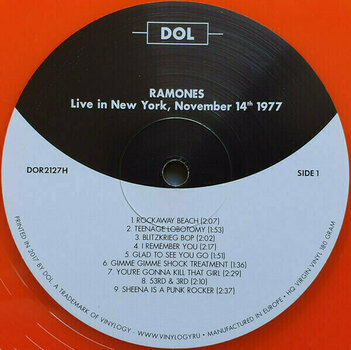 DOL
RAMONES
Live in New York, November 14th 1977
DOR2127H
SIDE 1
1. ROCKAWAY BEACH (2:07)
2. TEENAGE LOBOTOMY (1:53)
3. BLITZKRIEG BOP (2:02)
4. I REMEMBER YOU (2:17)
5. GLAD TO SEE YOU GO (1:53)
6. GIMME GIMME SHOCK TREATMENT (1:36)
7. YOU'RE GONNA KILL THAT GIRL (2:29)
8. 53RD & 3RD (2:10)
9. SHEENA IS A PUNK ROCKER (2:37)
PRINTED IN 2017 BY DOL, A TRADEMARK OF VINYLOGY • WWW.VINYLOGY.RU • MANUFACTURED IN EUROPE • HQ VIRGIN VINYL 180 GRAM